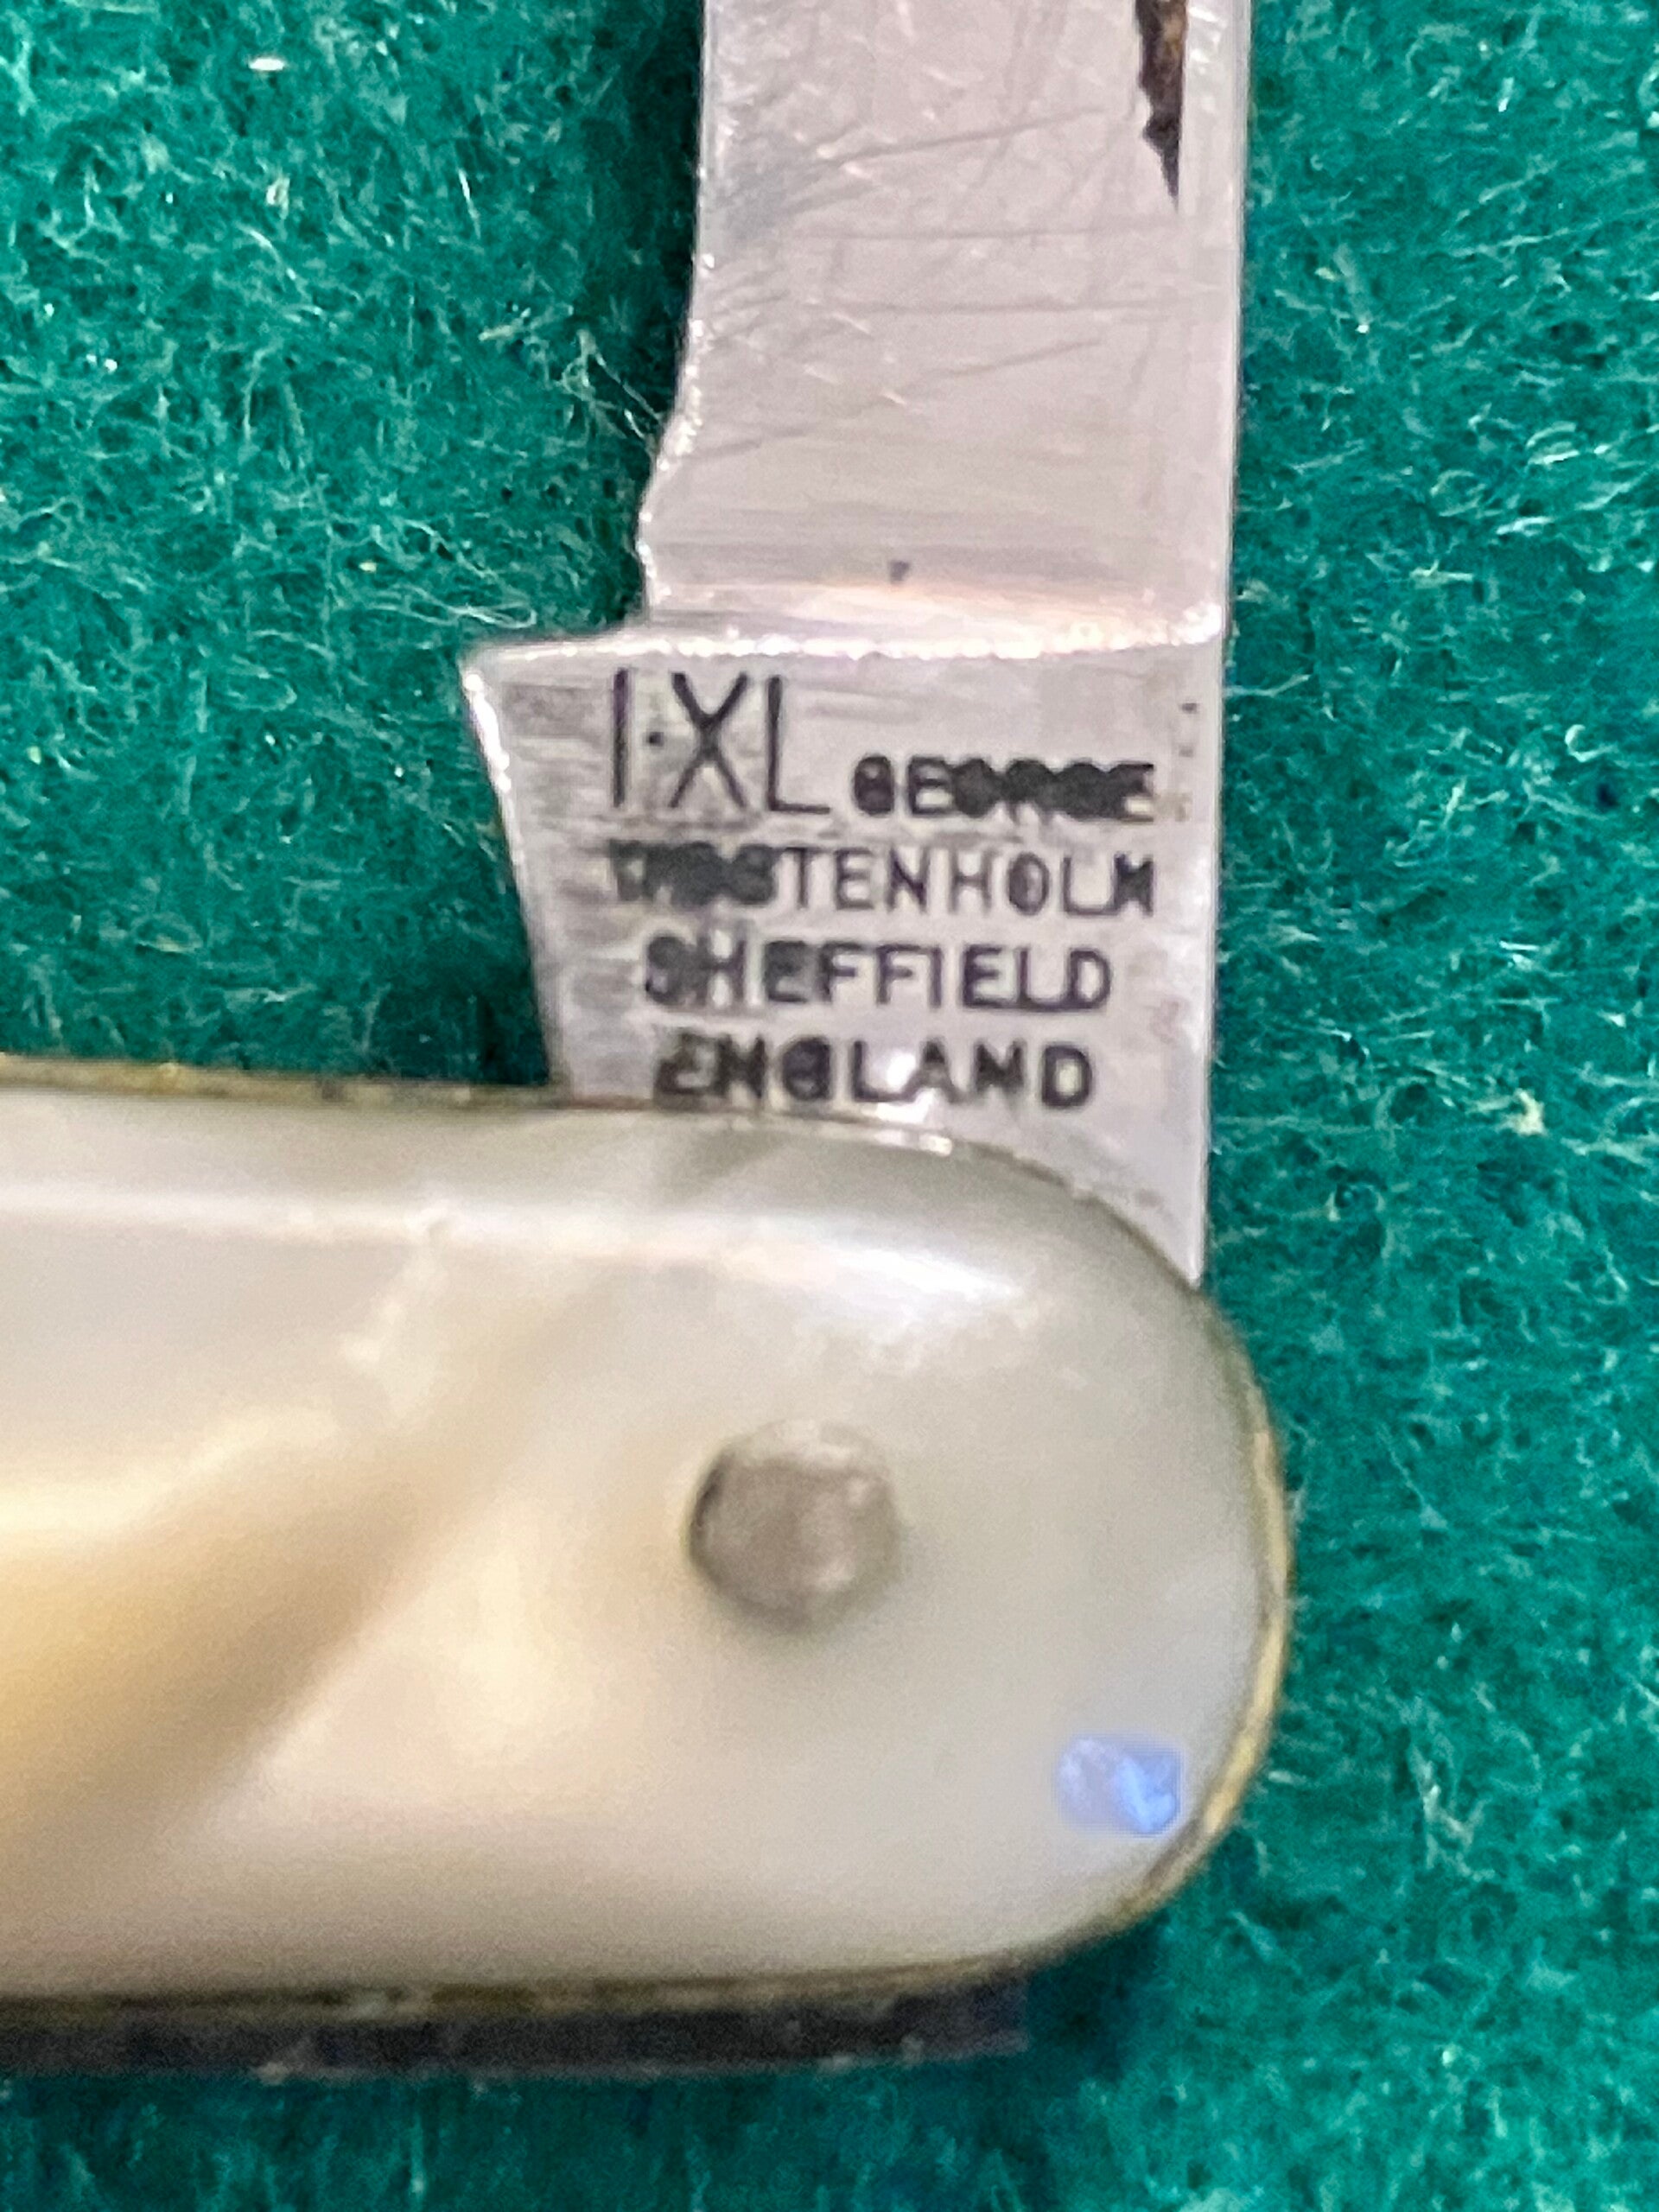 I·XL GEORGE
WOSTENHOLM
SHEFFIELD
ENGLAND